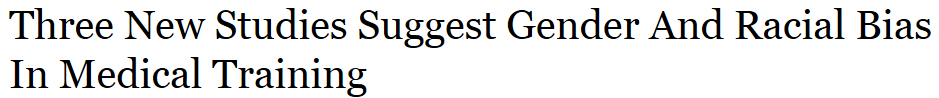 Three New Studies Suggest Gender And Racial Bias
In Medical Training